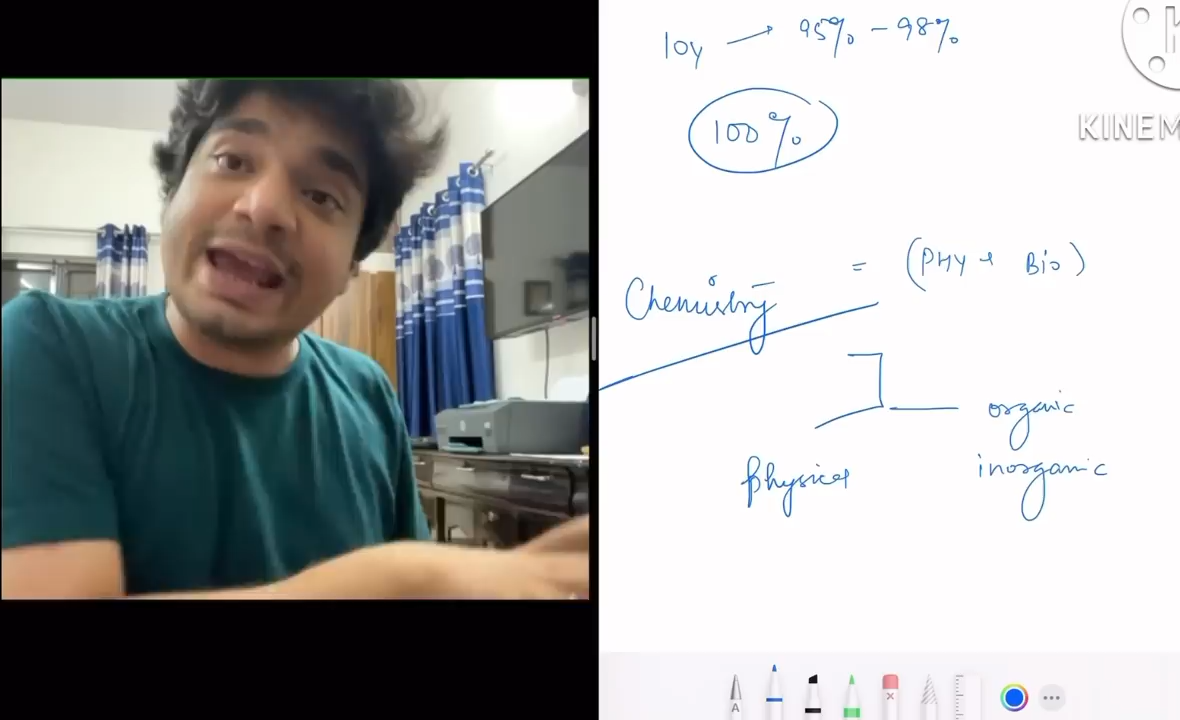 10y → 95% - 98%
100%
KINEM
Chemistry = (PHY + Bio)
organic
physical
inorganic